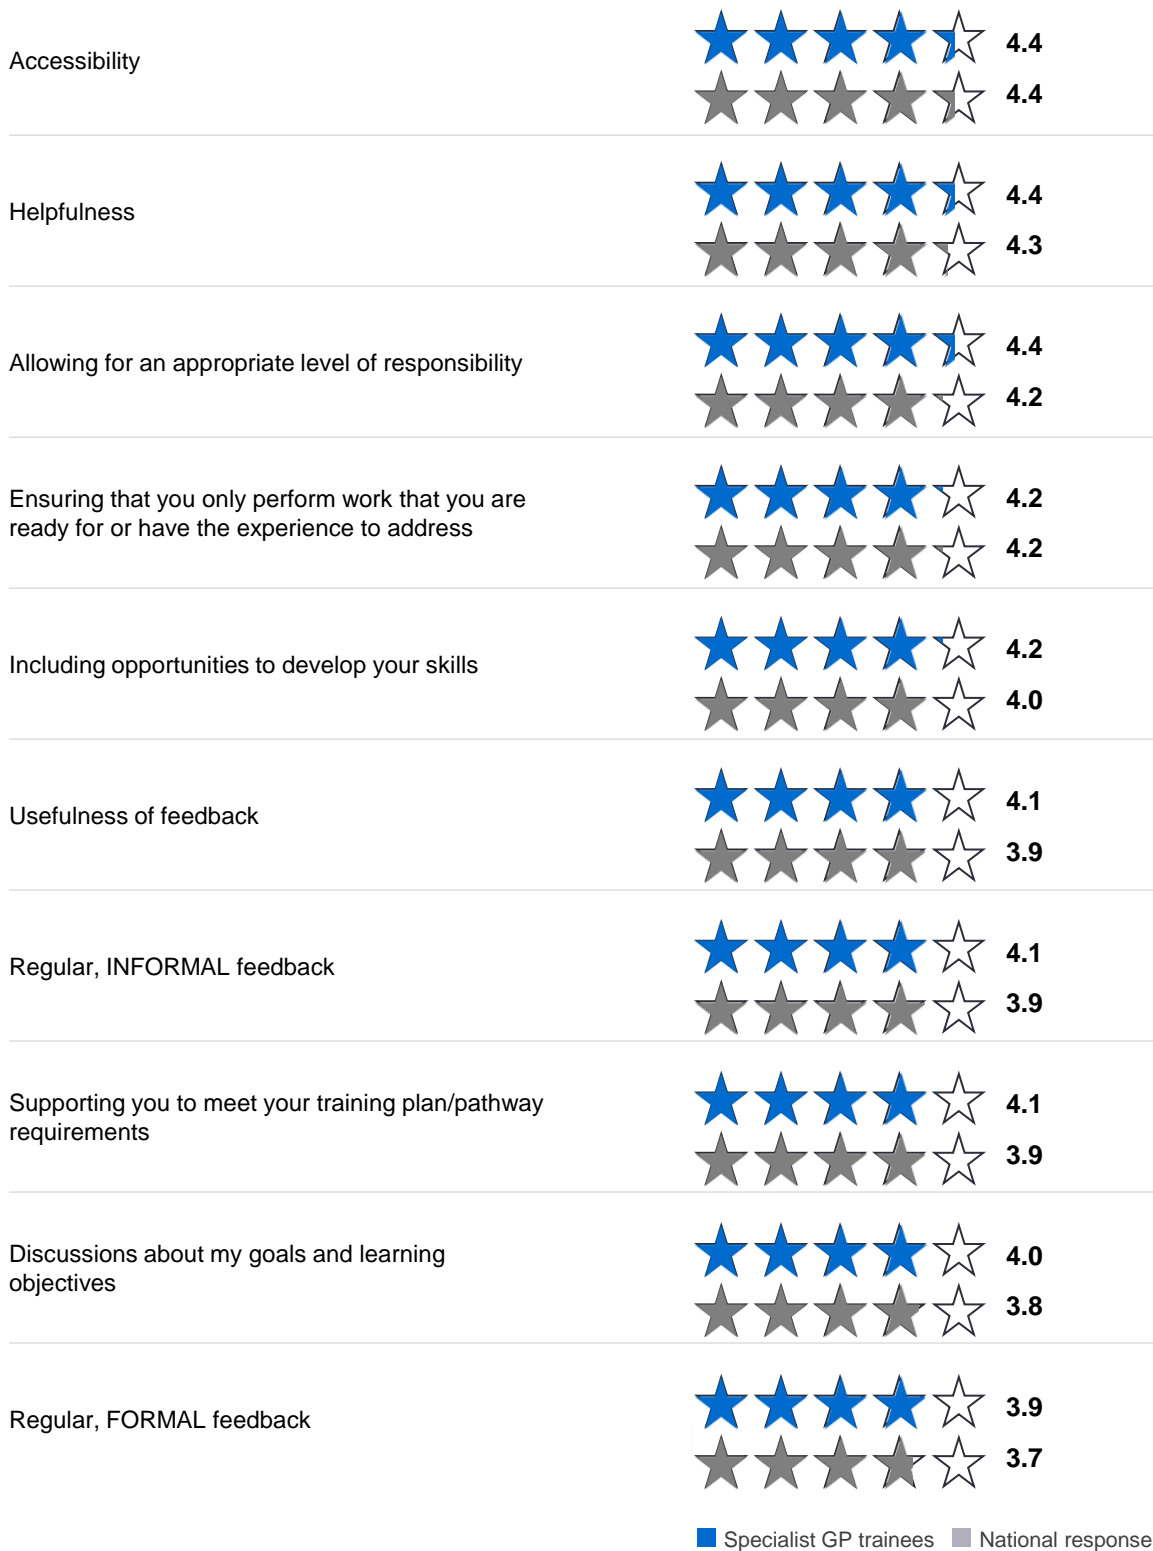 Accessibility
4.4
4.4
Helpfulness
4.4
4.3
Allowing for an appropriate level of responsibility
4.4
4.2
Ensuring that you only perform work that you are
ready for or have the experience to address
4.2
4.2
Including opportunities to develop your skills
4.2
4.0
Usefulness of feedback
4.1
3.9
Regular, INFORMAL feedback
4.1
3.9
Supporting you to meet your training plan/pathway
requirements
4.1
3.9
Discussions about my goals and learning
objectives
4.0
3.8
Regular, FORMAL feedback
3.9
3.7
Specialist GP trainees National response